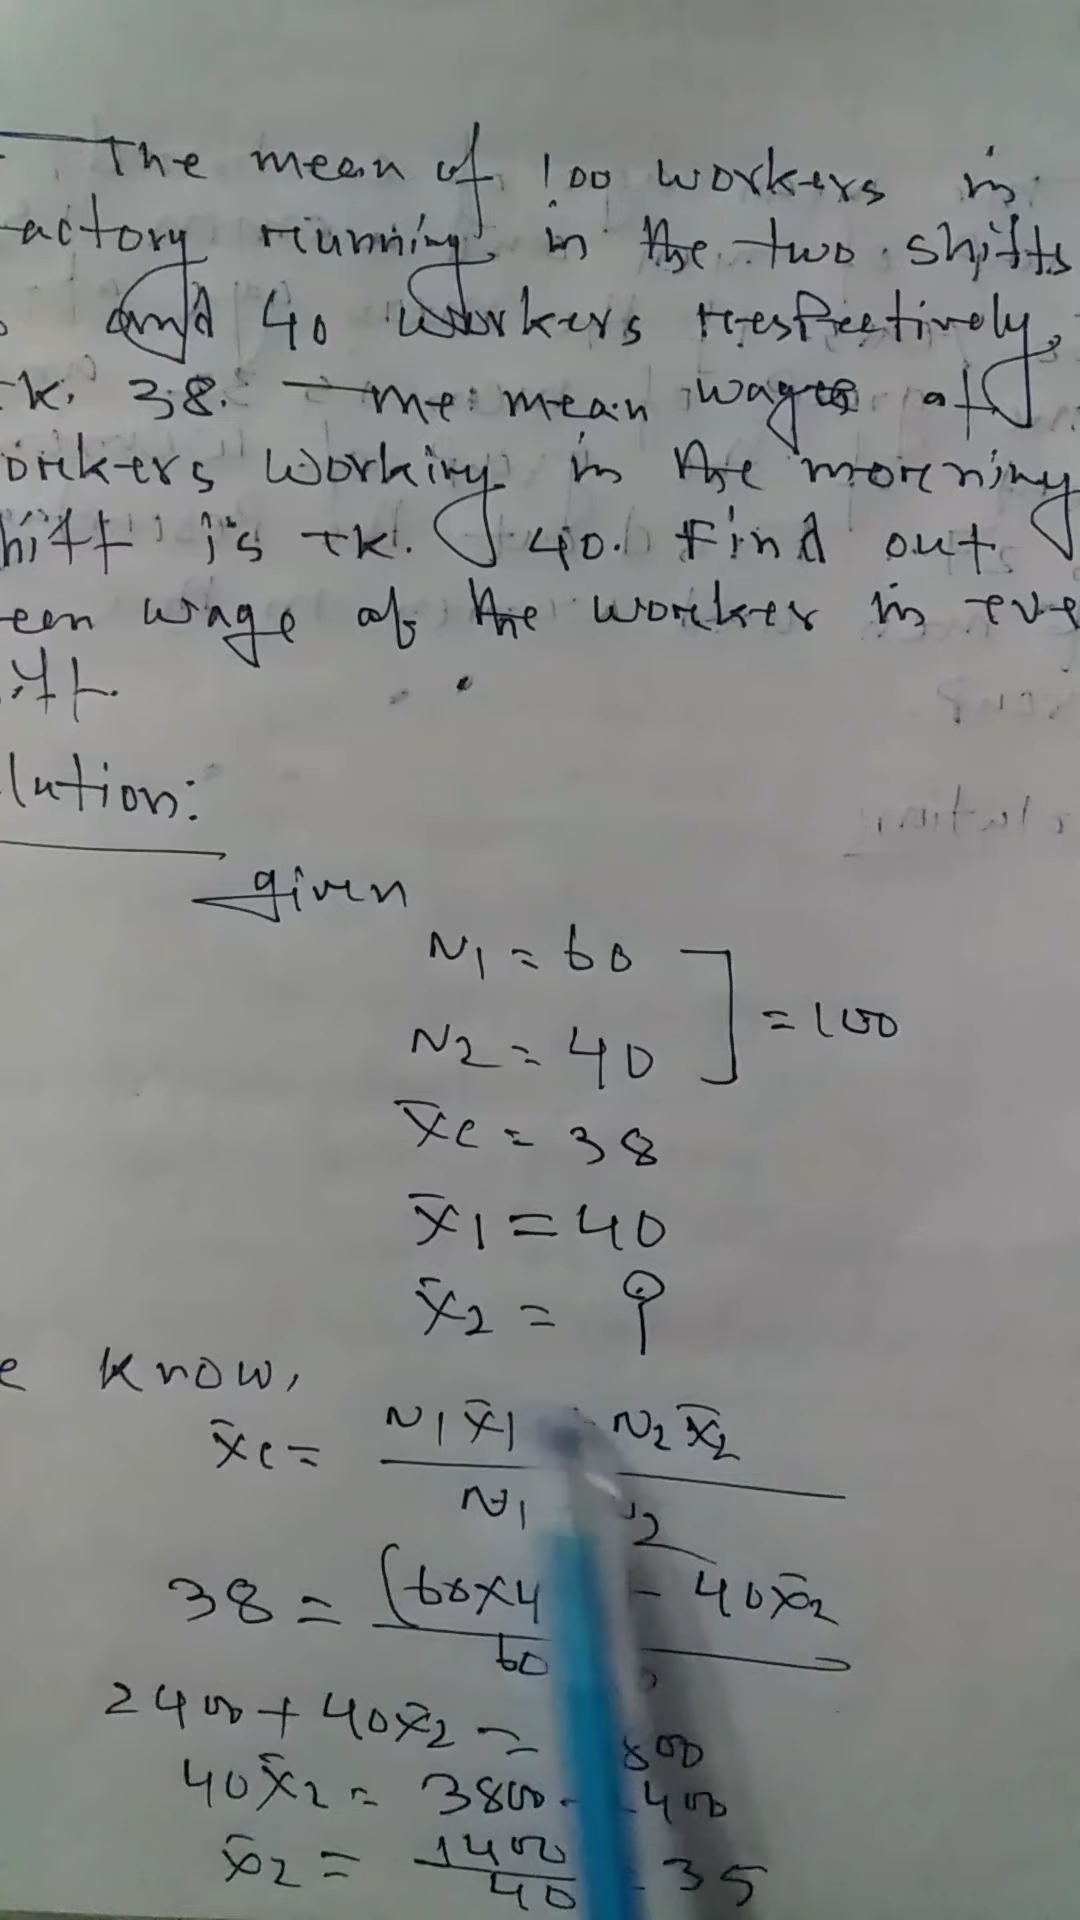 The mean of 100 workers in
actory running in the two shifts
and 40 workers respectively,
k. 38. The mean wages of
orkers working in the morning
hift is tk. 40. Find out
een wage of the worker in eve
ift.
lution:
given
N1 = 60
N2 = 40 ] = 100
x̄c = 38
x̄1 = 40
x̄2 = ?
e know,
x̄c = N1x̄1 N2x̄2
N1 2
38 = (60x4 - 40x̄2
60
2400 + 40x̄2 = 800
40x̄2 = 3800 - 400
x̄2 = 1400/40 35